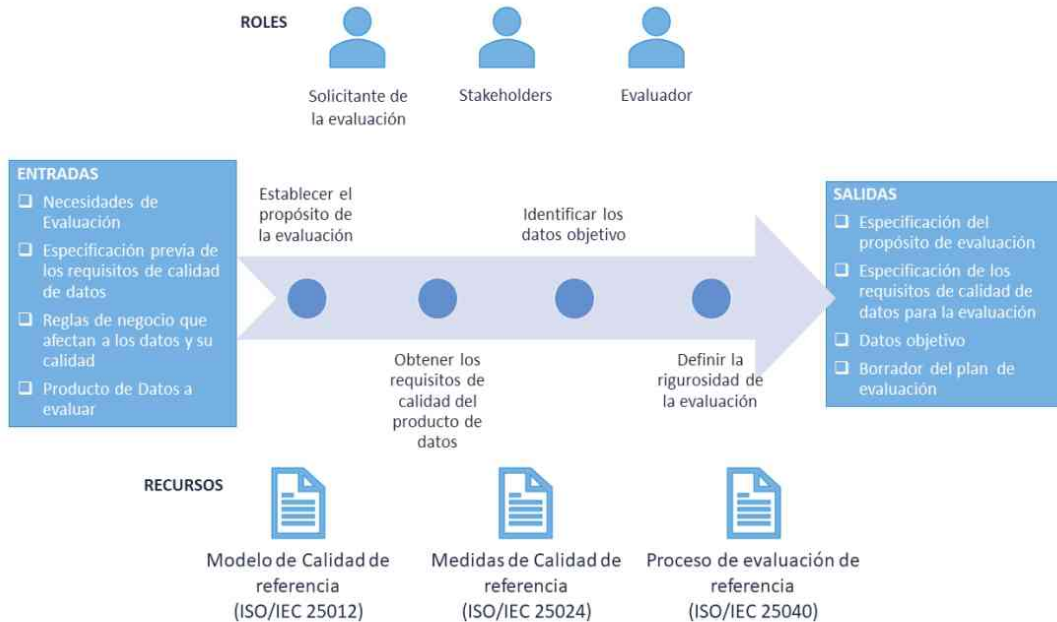 ROLES
Solicitante de
la evaluación
Stakeholders
Evaluador
ENTRADAS
Necesidades de
Evaluación
Especificación previa de
los requisitos de calidad
de datos
Reglas de negocio que
afectan a los datos y su
calidad
Producto de Datos a
evaluar
Establecer el
propósito de
la evaluación
Identificar los
datos objetivo
Obtener los
requisitos de
calidad del
producto de
datos
Definir la
rigurosidad de
la evaluación
SALIDAS
Especificación del
propósito de evaluación
Especificación de los
requisitos de calidad de
datos para la evaluación
Datos objetivo
Borrador del plan de
evaluación
RECURSOS
Modelo de Calidad de
referencia
(ISO/IEC 25012)
Medidas de Calidad de
referencia
(ISO/IEC 25024)
Proceso de evaluación de
referencia
(ISO/IEC 25040)